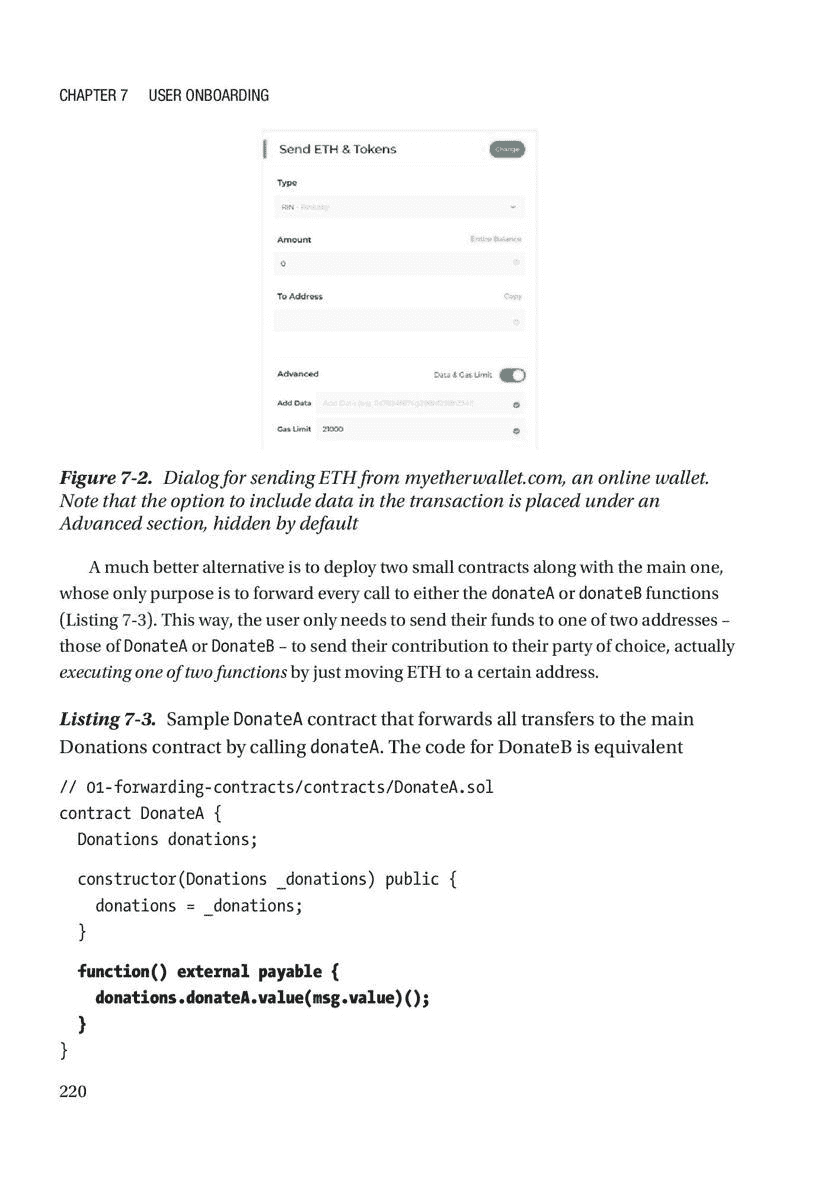 CHAPTER 7 USER ONBOARDING
Send ETH & Tokens
Change
Type
RIN - Rinkeby
Amount
Entire Balance
0
To Address
Copy
Advanced
Data & Gas Limit
Add Data
Gas Limit 21000
Figure 7-2. Dialog for sending ETH from myetherwallet.com, an online wallet.
Note that the option to include data in the transaction is placed under an
Advanced section, hidden by default
A much better alternative is to deploy two small contracts along with the main one,
whose only purpose is to forward every call to either the donateA or donateB functions
(Listing 7-3). This way, the user only needs to send their funds to one of two addresses –
those of DonateA or DonateB – to send their contribution to their party of choice, actually
executing one of two functions by just moving ETH to a certain address.
Listing 7-3. Sample DonateA contract that forwards all transfers to the main
Donations contract by calling donateA. The code for DonateB is equivalent
// 01-forwarding-contracts/contracts/DonateA.sol
contract DonateA {
Donations donations;
constructor(Donations _donations) public {
donations = _donations;
}
function() external payable {
donations.donateA.value(msg.value)();
}
}
220